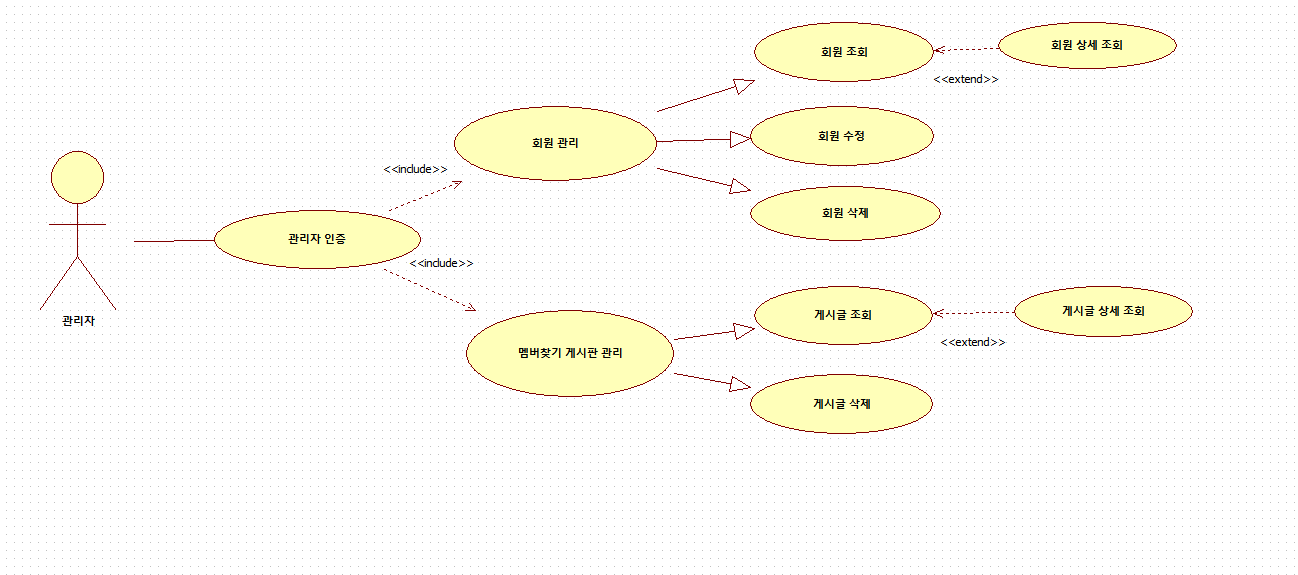 회원 조회
회원 상세 조회
<<extend>>
회원 관리
회원 수정
<<include>>
회원 삭제
관리자 인증
<<include>>
관리자
게시글 조회
게시글 상세 조회
<<extend>>
멤버찾기 게시판 관리
게시글 삭제